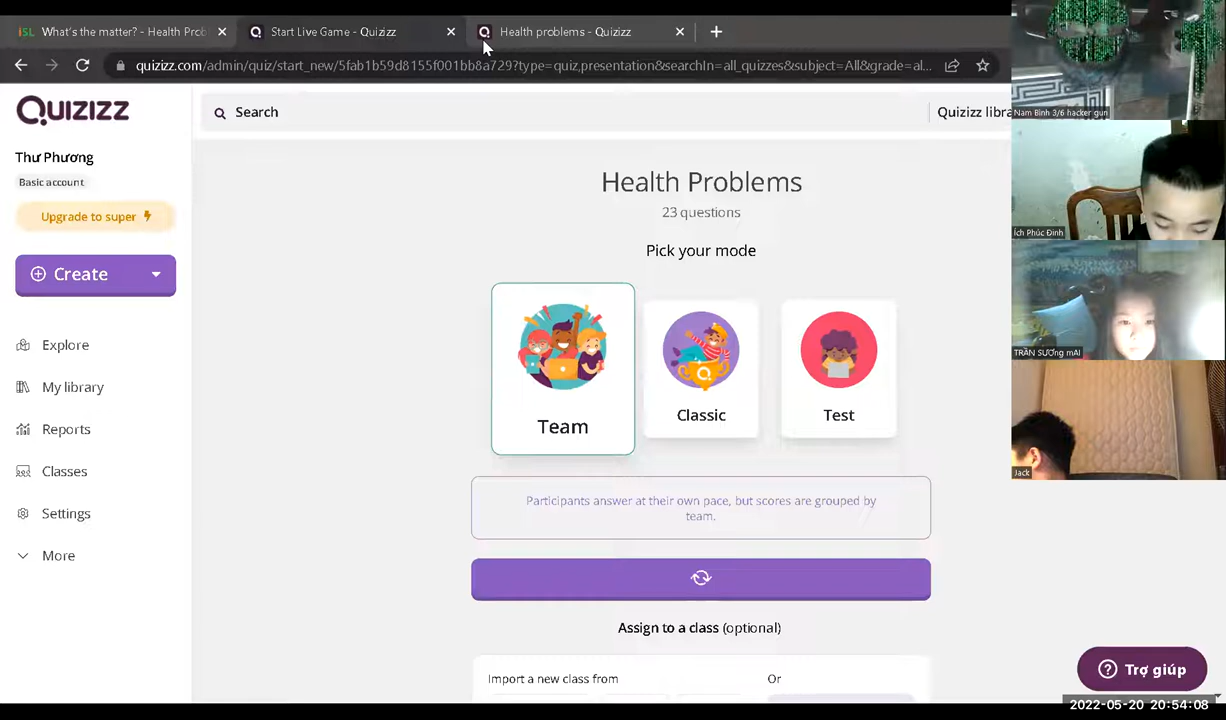 iSL What's the matter? - Health Prob
Start Live Game - Quizizz
Health problems - Quizizz
quizizz.com/admin/quiz/start_new/5fab1b59d8155f001bb8a729?type=quiz,presentation&searchIn=all_quizzes&subject=All&grade=al...
QUIZIZZ
Search
Quizizz libra
Nam Bình 3/6 hacker gun
Thư Phương
Basic account
Upgrade to super
Create
Explore
My library
Reports
Classes
Settings
More
Health Problems
23 questions
Pick your mode
Team
Classic
Test
Participants answer at their own pace, but scores are grouped by
team.
Assign to a class (optional)
Import a new class from
Or
Ích Phúc Đinh
TRẦN SƯƠng mAI
Jack
Trợ giúp
2022-05-20 20:54:08